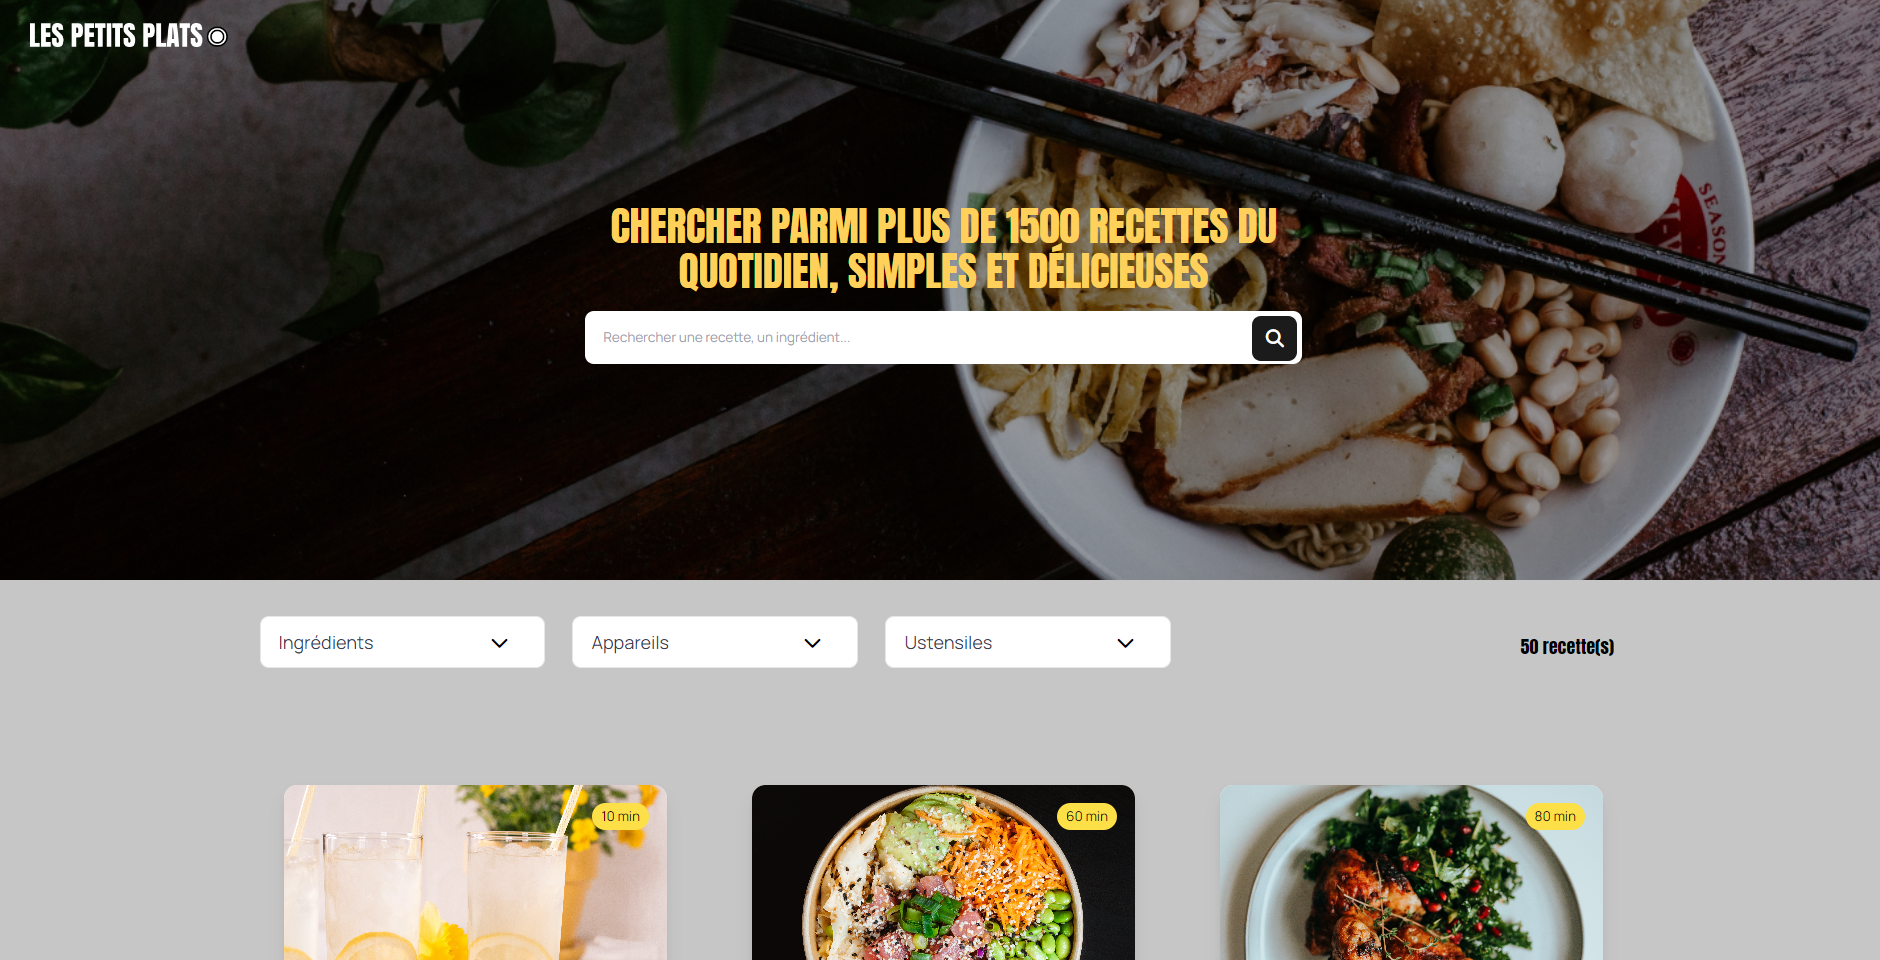 LES PETITS PLATS
CHERCHER PARMI PLUS DE 1500 RECETTES DU
QUOTIDIEN, SIMPLES ET DÉLICIEUSES
Rechercher une recette, un ingrédient...
SEASON
Ingrédients
Appareils
Ustensiles
50 recette(s)
10 min
60 min
80 min